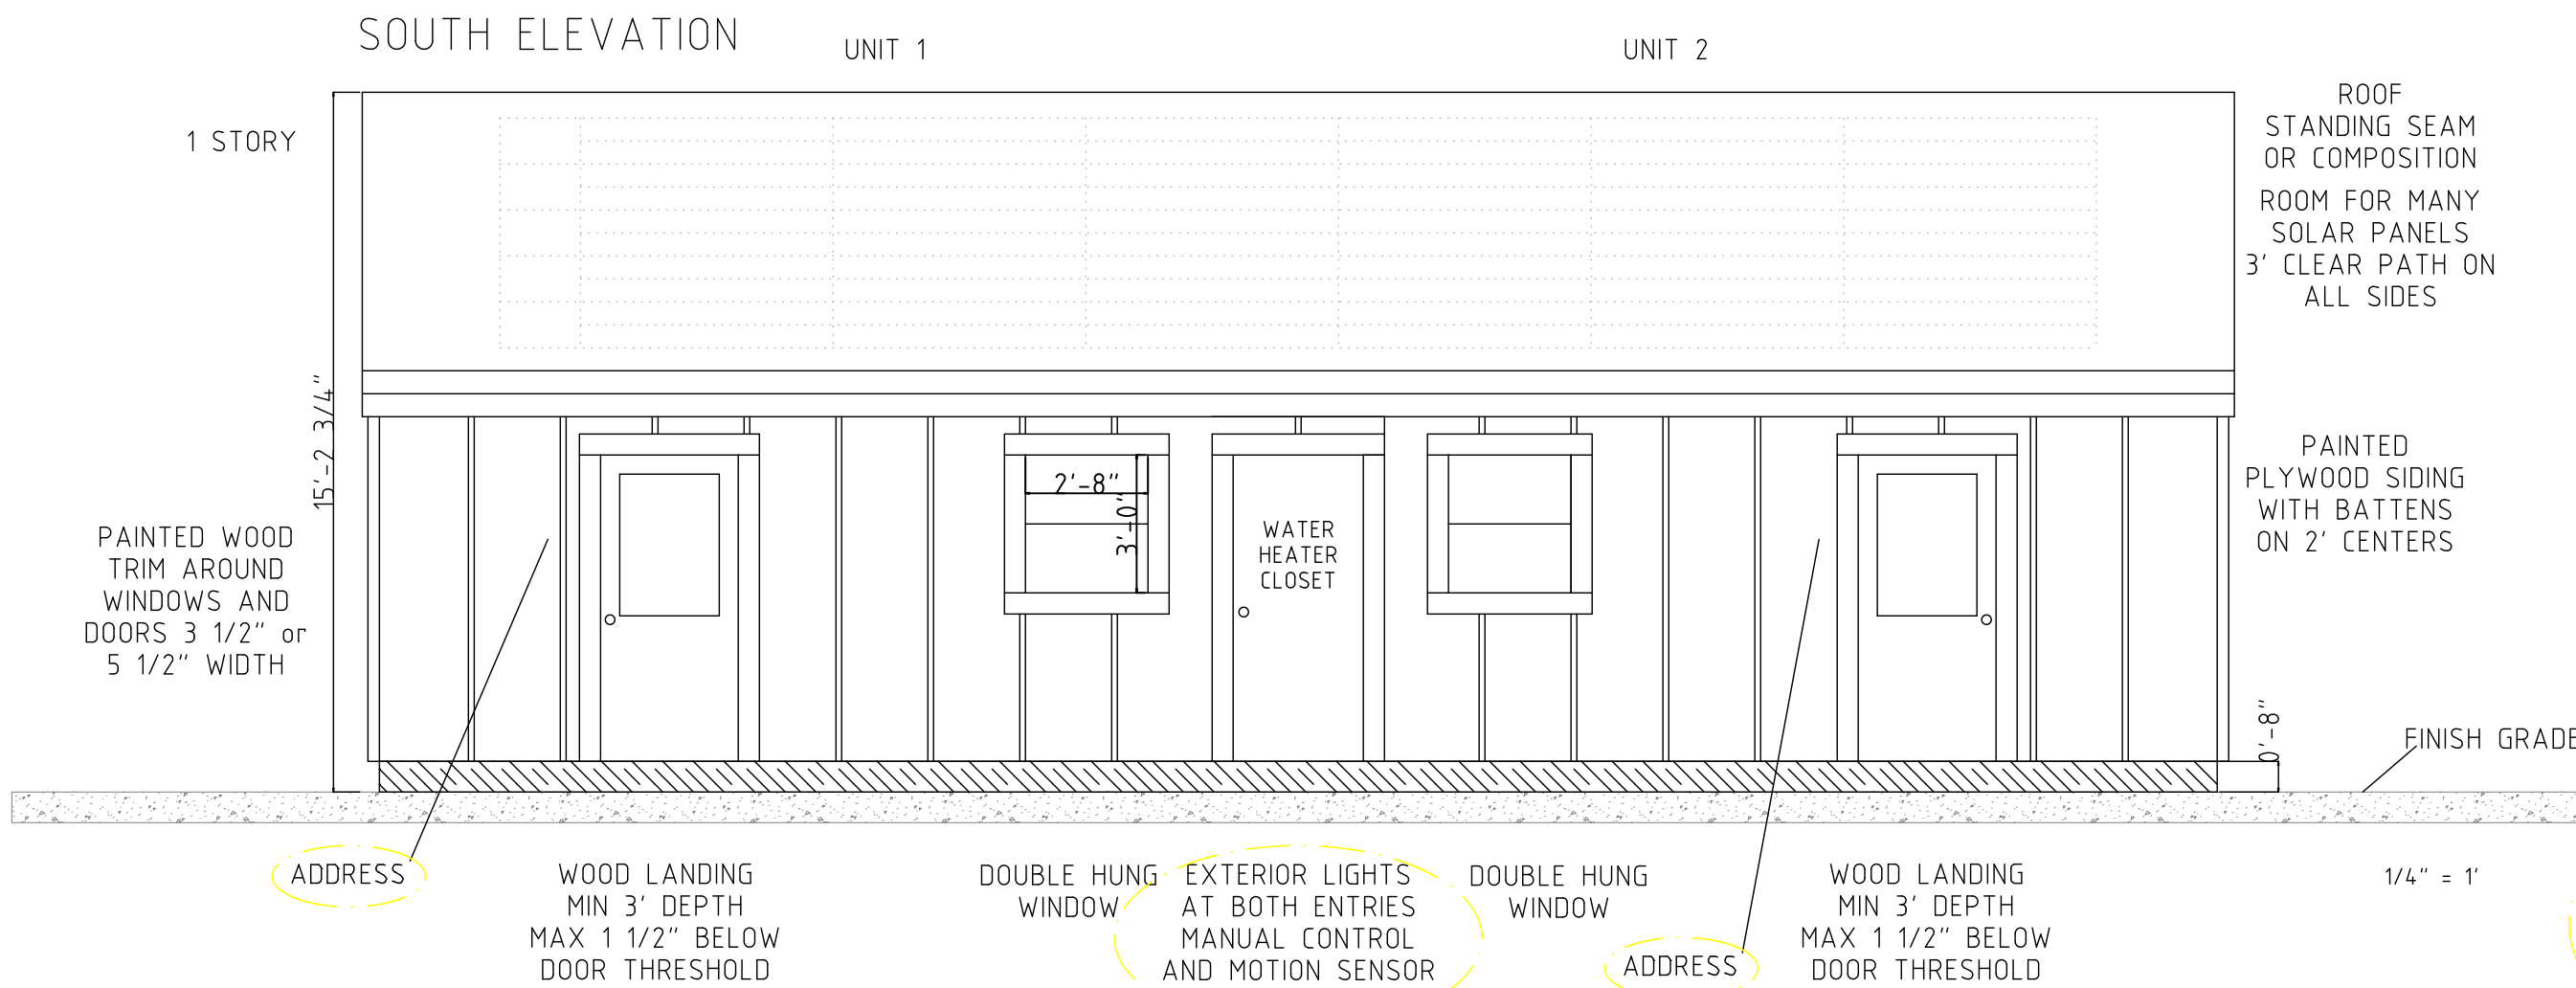 SOUTH ELEVATION
UNIT 1
UNIT 2
1 STORY
ROOF
STANDING SEAM
OR COMPOSITION
ROOM FOR MANY
SOLAR PANELS
3' CLEAR PATH ON
ALL SIDES
15'-2 3/4"
PAINTED WOOD
TRIM AROUND
WINDOWS AND
DOORS 3 1/2" or
5 1/2" WIDTH
2'-8"
3'-0"
WATER
HEATER
CLOSET
PAINTED
PLYWOOD SIDING
WITH BATTENS
ON 2' CENTERS
0'-8"
FINISH GRADE
ADDRESS
WOOD LANDING
MIN 3' DEPTH
MAX 1 1/2" BELOW
DOOR THRESHOLD
DOUBLE HUNG
WINDOW
EXTERIOR LIGHTS
AT BOTH ENTRIES
MANUAL CONTROL
AND MOTION SENSOR
DOUBLE HUNG
WINDOW
ADDRESS
WOOD LANDING
MIN 3' DEPTH
MAX 1 1/2" BELOW
DOOR THRESHOLD
1/4" = 1'